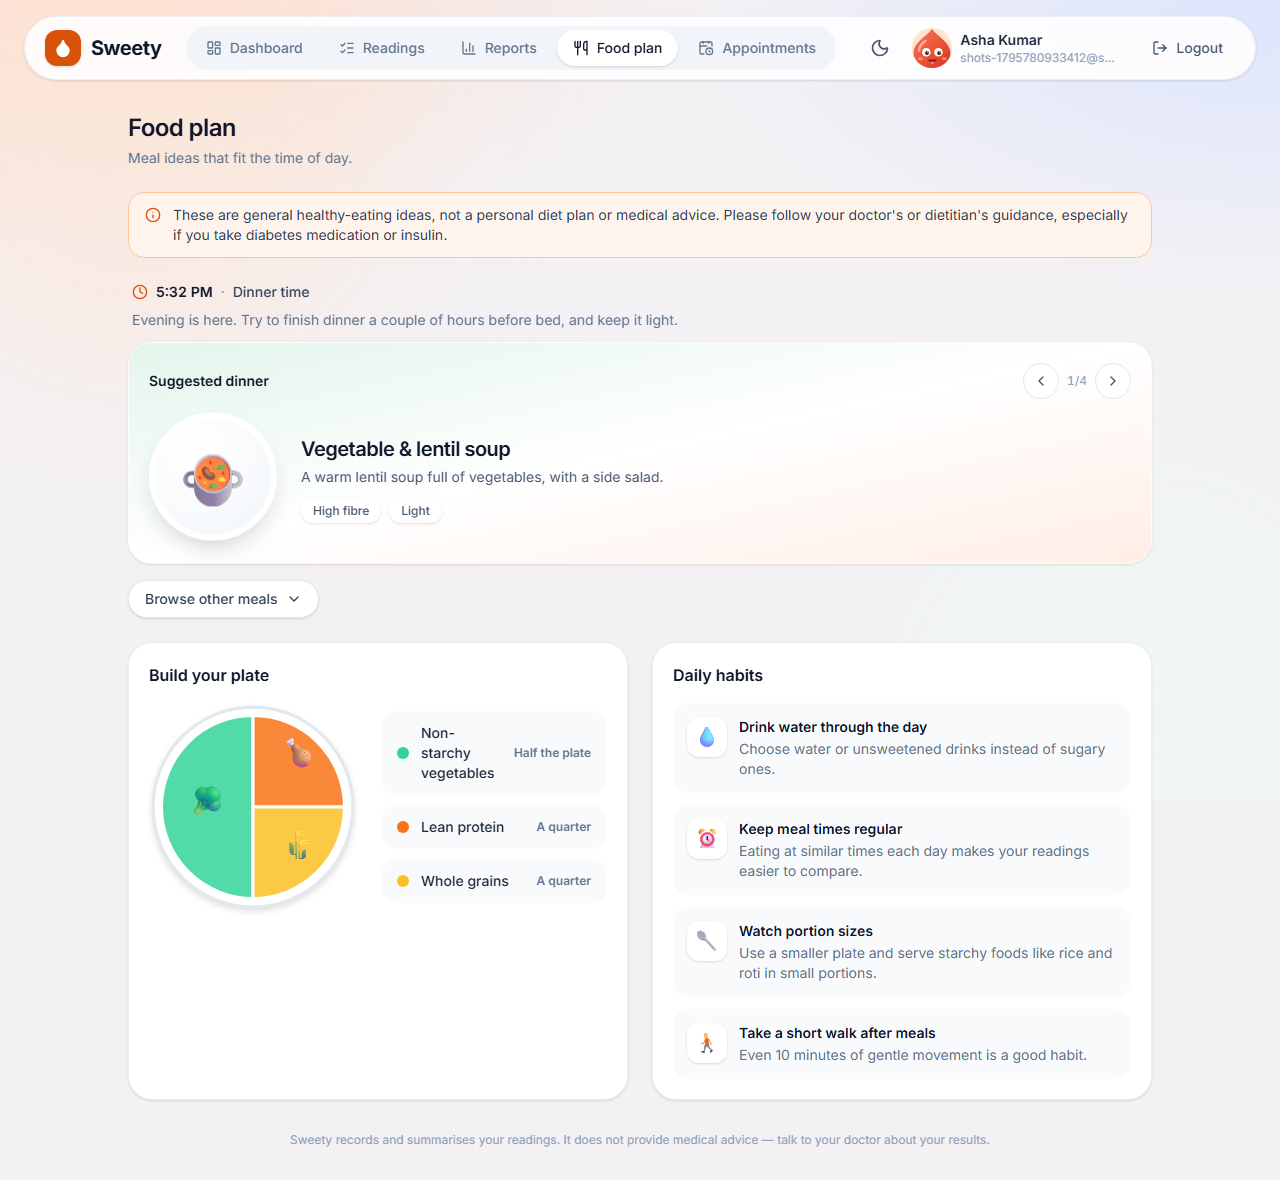 Sweety
Dashboard
Readings
Reports
Food plan
Appointments
Asha Kumar
shots-1795780933412@s...
Logout
Food plan
Meal ideas that fit the time of day.
These are general healthy-eating ideas, not a personal diet plan or medical advice. Please follow your doctor's or dietitian's guidance, especially
if you take diabetes medication or insulin.
5:32 PM · Dinner time
Evening is here. Try to finish dinner a couple of hours before bed, and keep it light.
Suggested dinner
1/4
Vegetable & lentil soup
A warm lentil soup full of vegetables, with a side salad.
High fibre
Light
Browse other meals
Build your plate
Non-
starchy
vegetables
Half the plate
Lean protein
A quarter
Whole grains
A quarter
Daily habits
Drink water through the day
Choose water or unsweetened drinks instead of sugary
ones.
Keep meal times regular
Eating at similar times each day makes your readings
easier to compare.
Watch portion sizes
Use a smaller plate and serve starchy foods like rice and
roti in small portions.
Take a short walk after meals
Even 10 minutes of gentle movement is a good habit.
Sweety records and summarises your readings. It does not provide medical advice — talk to your doctor about your results.